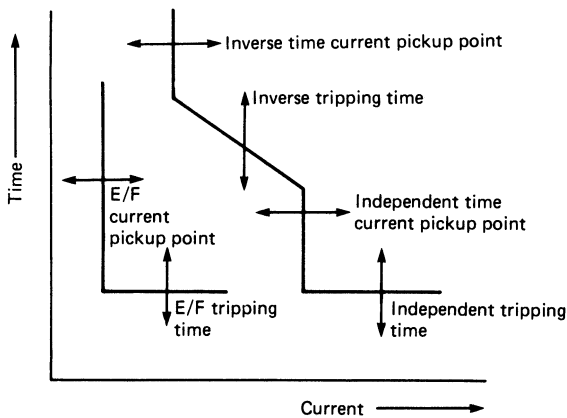 Inverse time current pickup point
Inverse tripping time
Time
E/F
current
pickup point
Independent time
current pickup point
E/F tripping
time
Independent tripping
time
Current